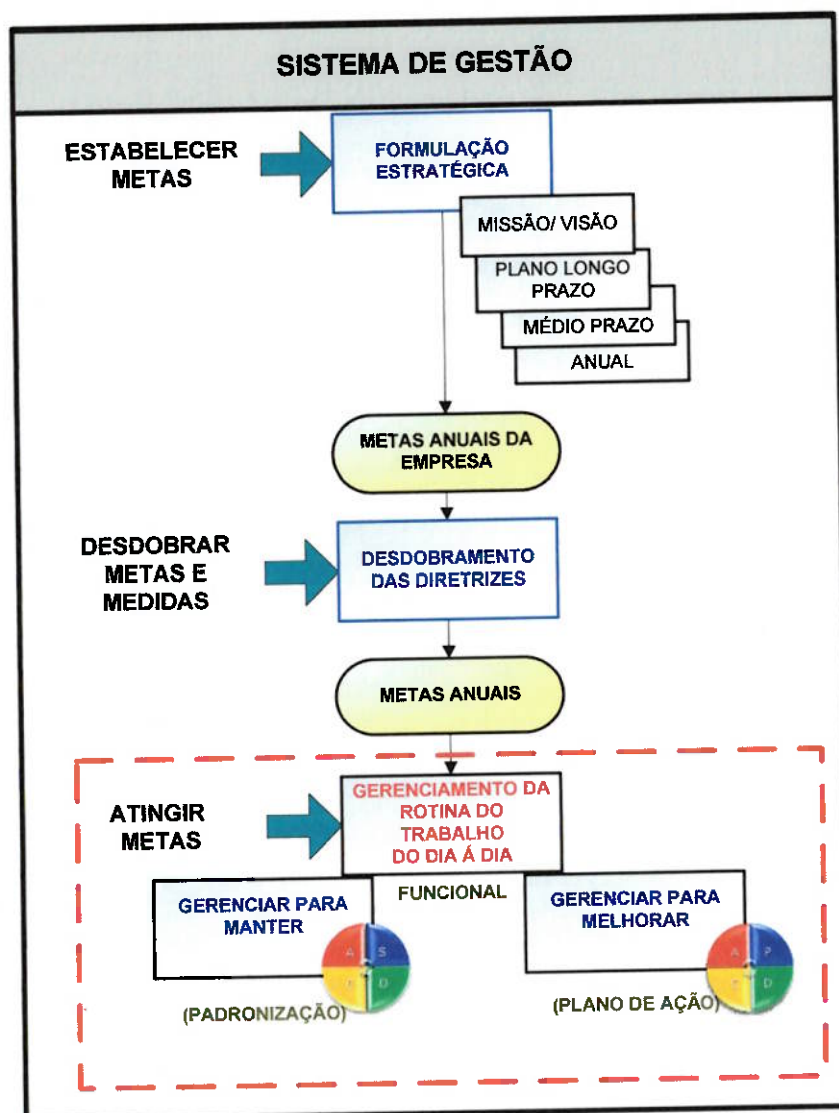 SISTEMA DE GESTÃO
ESTABELECER
METAS
FORMULAÇÃO
ESTRATÉGICA
MISSÃO/ VISÃO
PLANO LONGO
PRAZO
MÉDIO PRAZO
ANUAL
METAS ANUAIS DA
EMPRESA
DESDOBRAR
METAS E
MEDIDAS
DESDOBRAMENTO
DAS DIRETRIZES
METAS ANUAIS
ATINGIR
METAS
GERENCIAMENTO DA
ROTINA DO
TRABALHO
DO DIA Á DIA
FUNCIONAL
GERENCIAR PARA
MANTER
A S
D
(PADRONIZAÇÃO)
GERENCIAR PARA
MELHORAR
A P
D
(PLANO DE AÇÃO)